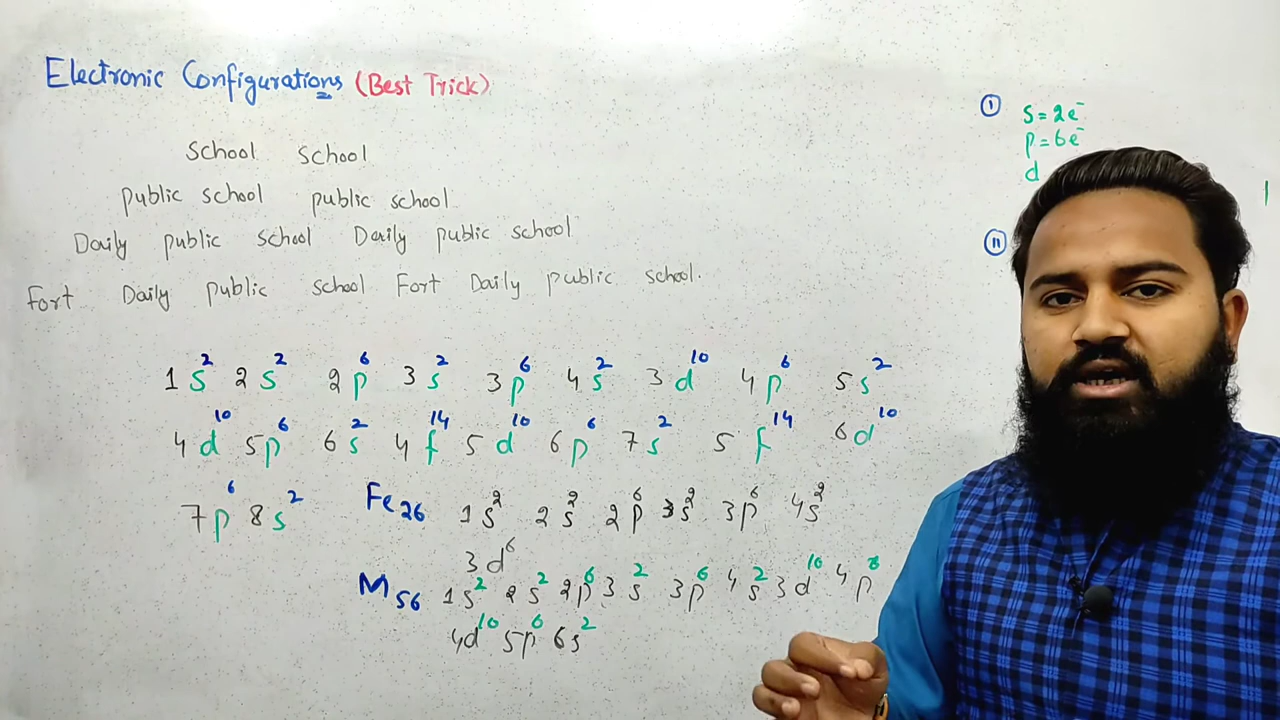 Electronic Configurations (Best Trick)
School School
public school public school
Daily public school Daily public school
Fort Daily public school Fort Daily public school.
1s² 2s² 2p⁶ 3s² 3p⁶ 4s² 3d¹⁰ 4p⁶ 5s²
4d¹⁰ 5p⁶ 6s² 4f¹⁴ 5d¹⁰ 6p⁶ 7s² 5f¹⁴ 6d¹⁰
7p⁶ 8s²
Fe₂₆ 1s² 2s² 2p⁶ 3s² 3p⁶ 4s²
3d⁶
M₅₆ 1s² 2s² 2p⁶ 3s² 3p⁶ 4s² 3d¹⁰ 4p
4d¹⁰ 5p⁶ 6s²
(I) s = 2e⁻
p = 6e⁻
d
(II)